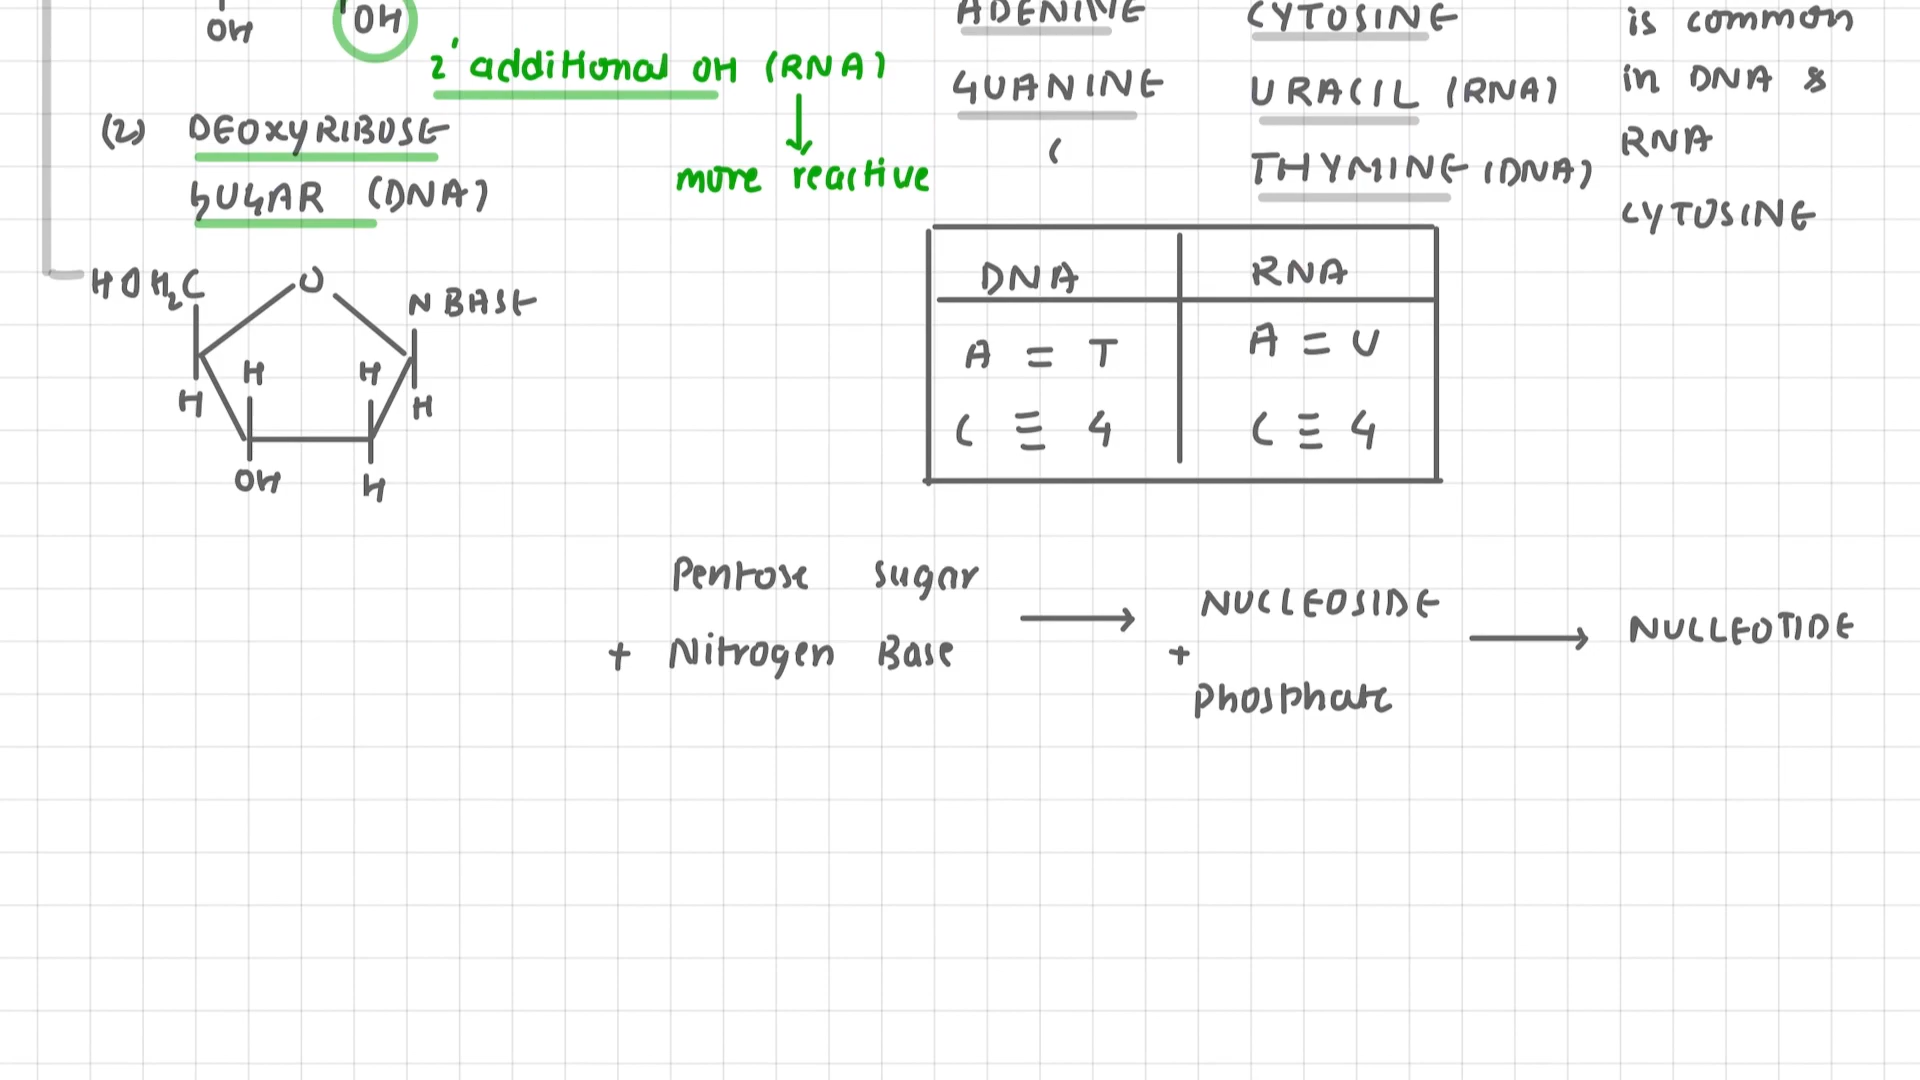 OH
OH
2' additional OH (RNA)
more reactive
(2) DEOXYRIBOSE
SUGAR (DNA)
HOH₂C
O
N BASE
H
H
H
H
OH
H
ADENINE
GUANINE
(
CYTOSINE
URACIL (RNA)
THYMINE (DNA)
is common
in DNA &
RNA
CYTOSINE
DNA
RNA
A = T
A = U
C ≡ G
C ≡ G
Pentose sugar
+ Nitrogen Base
→
NUCLEOSIDE
+
phosphate
→
NUCLEOTIDE